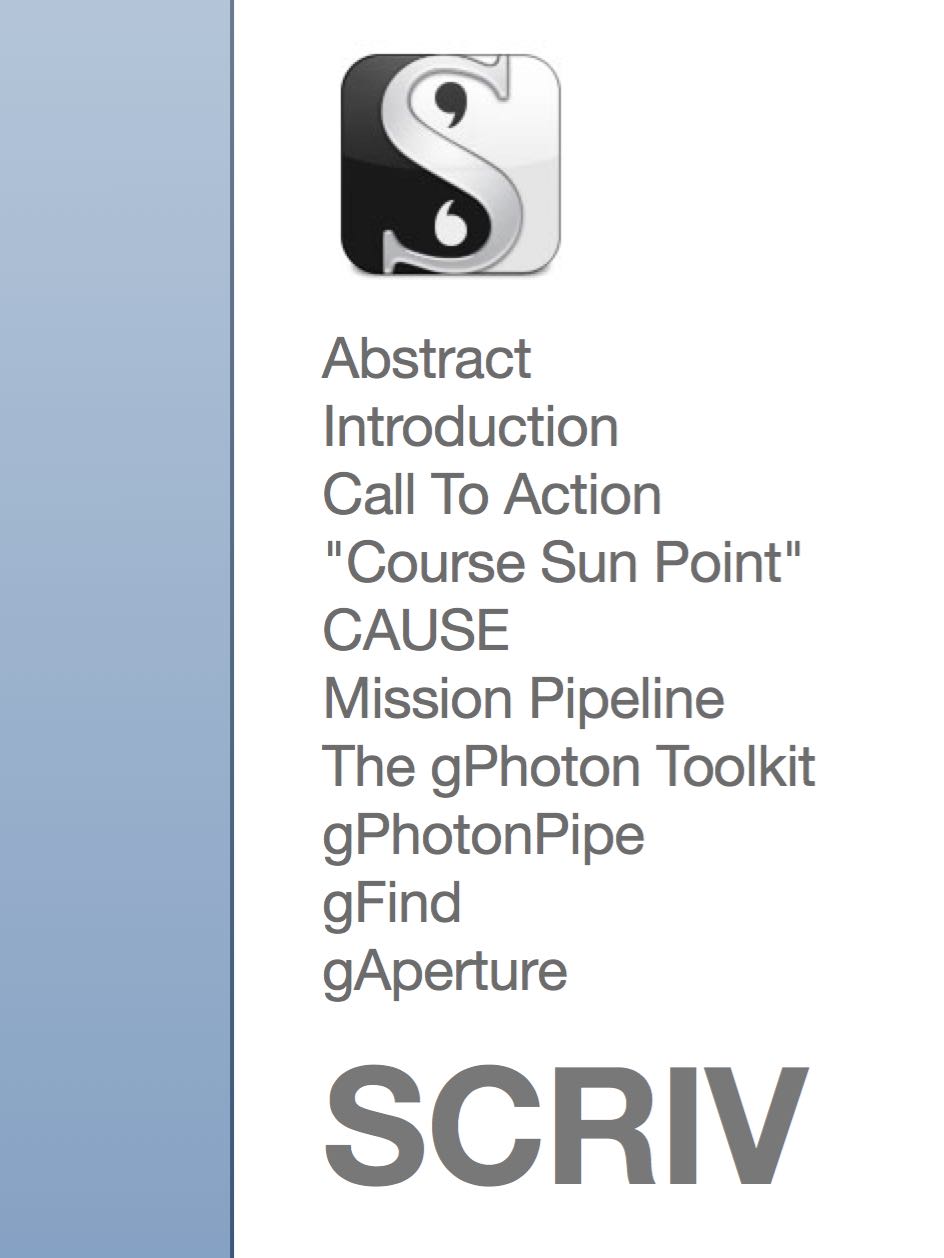 S
Abstract
Introduction
Call To Action
"Course Sun Point"
CAUSE
Mission Pipeline
The gPhoton Toolkit
gPhotonPipe
gFind
gAperture
SCRIV